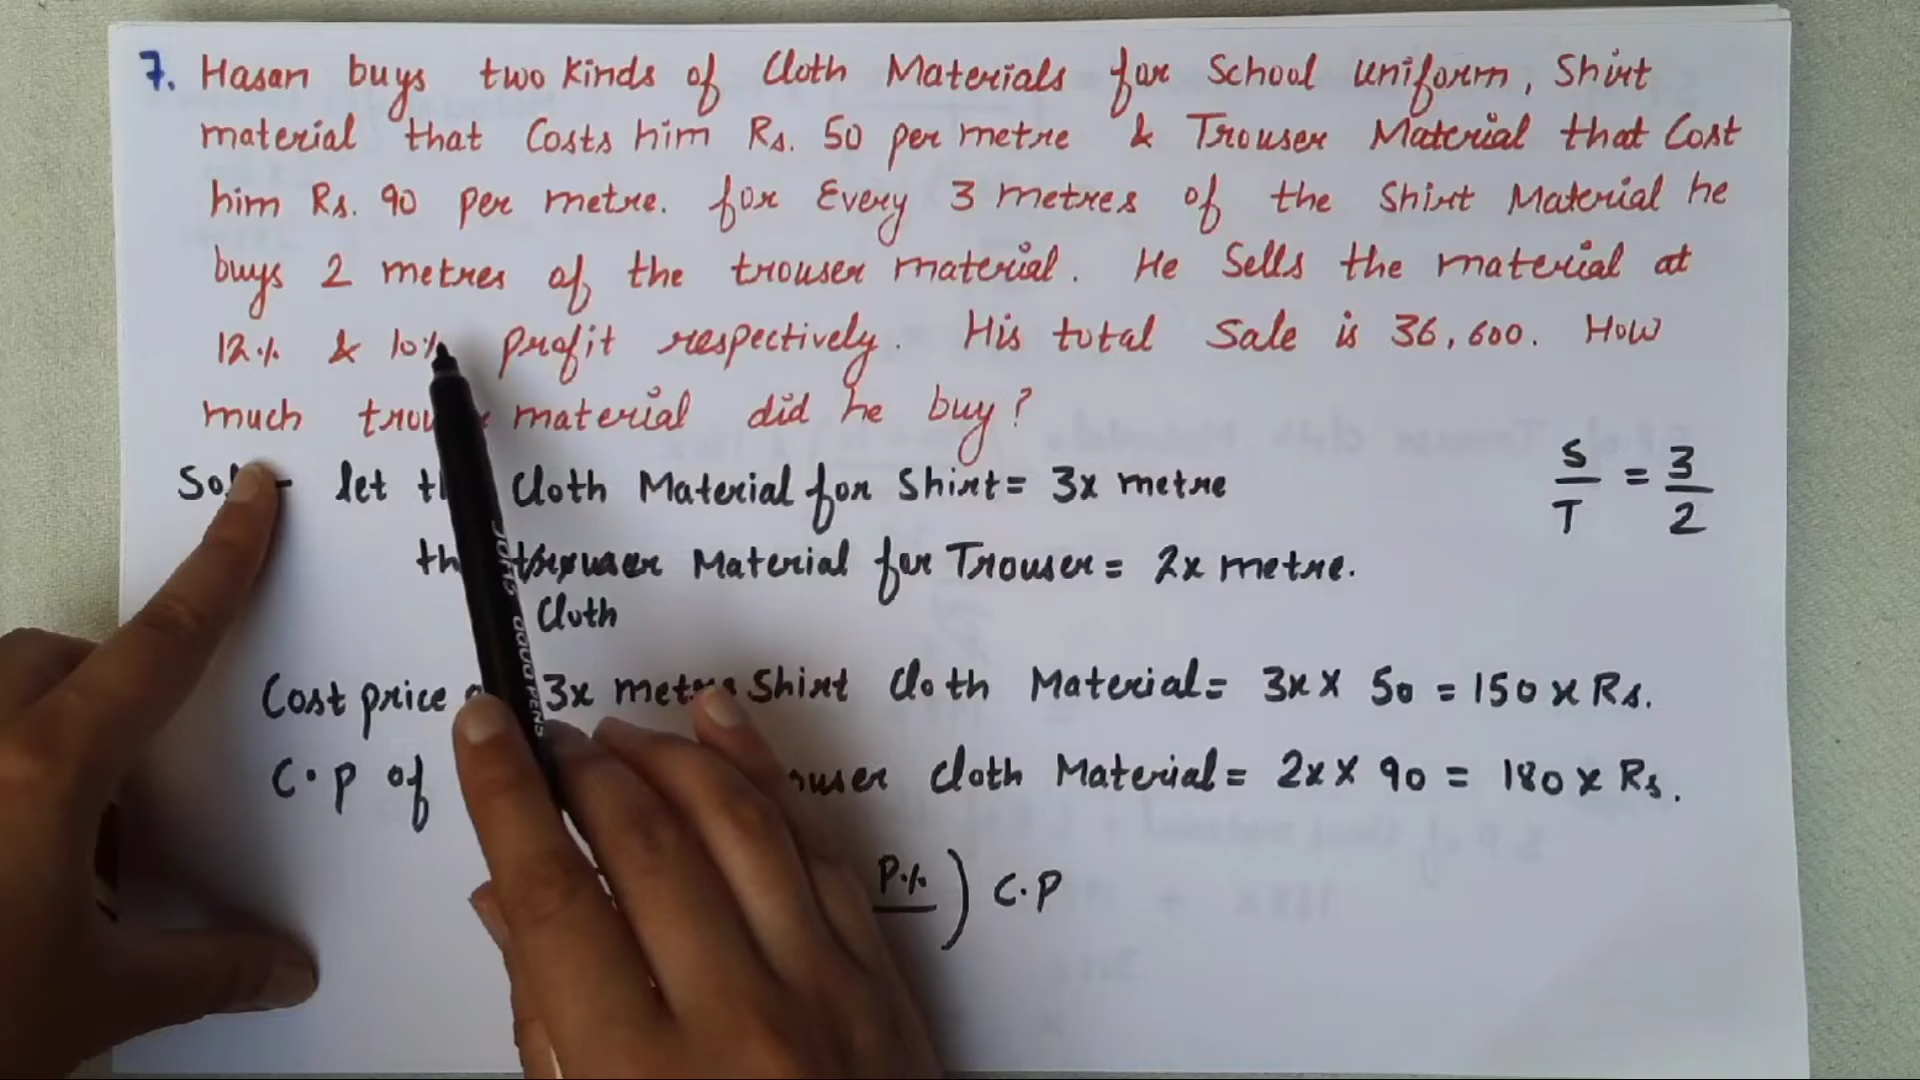 7. Hasan buys two Kinds of Cloth Materials for School uniform, Shirt
material that Costs him Rs. 50 per metre & Trouser Material that Cost
him Rs. 90 per metre. for Every 3 metres of the Shirt Material he
buys 2 metres of the trouser material. He Sells the material at
12% & 10% profit respectively. His total Sale is 36,600. How
much material did he buy?
let Cloth Material for Shirt = 3x metre
S/T = 3/2
Material for Trouser = 2x metre.
Cloth
Cost price 3x metre Shirt Cloth Material = 3x X 50 = 150x Rs.
C.P of Cloth Material = 2x X 90 = 180x Rs.
P.% ) C.P